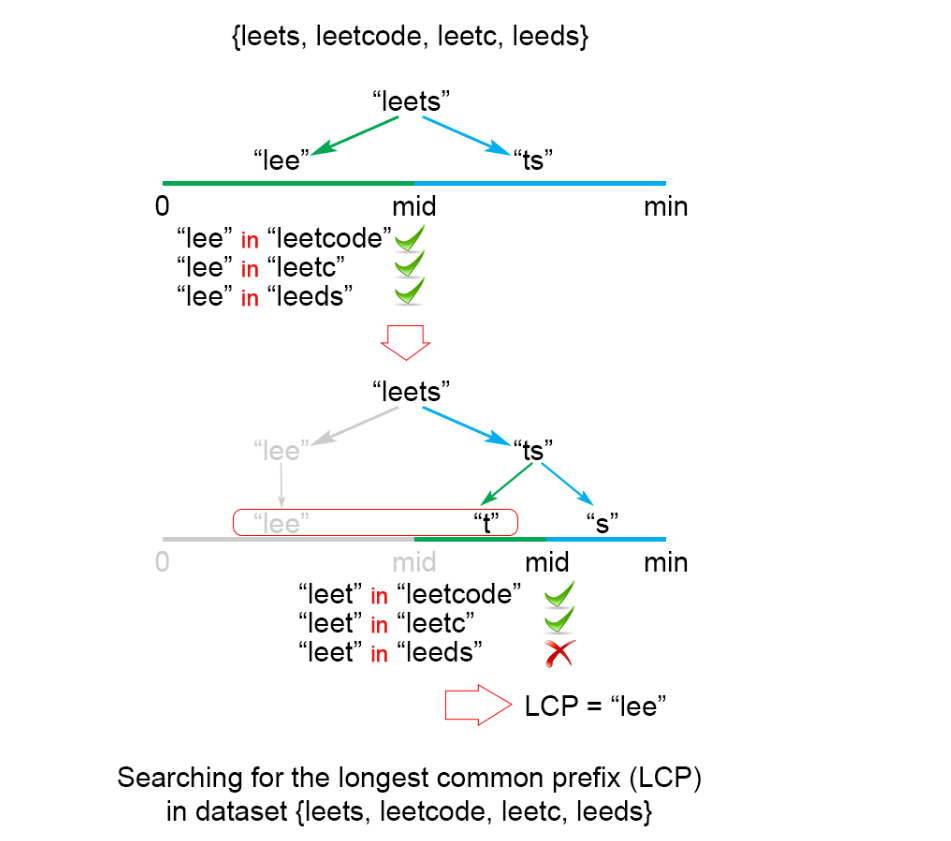 {leets, leetcode, leetc, leeds}
“leets”
“lee” “ts”
0 mid min
“lee” in “leetcode”
“lee” in “leetc”
“lee” in “leeds”
“leets”
“lee” “ts”
“lee” “t” “s”
0 mid mid min
“leet” in “leetcode”
“leet” in “leetc”
“leet” in “leeds”
LCP = “lee”
Searching for the longest common prefix (LCP)
in dataset {leets, leetcode, leetc, leeds}